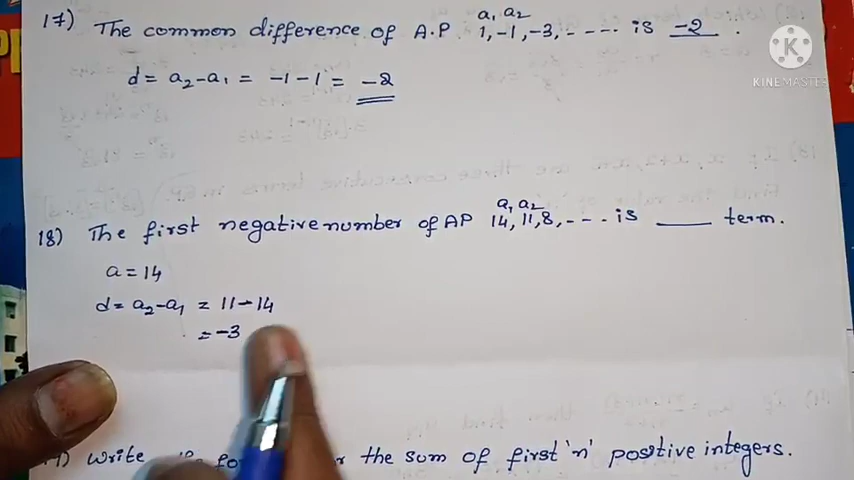 17) The common difference of A.P 1,-1,-3,- - - - - is -2 .
a₁ a₂
d = a₂-a₁ = -1-1 = -2
K
KINEMASTER
18) The first negative number of AP 14, 11, 8, - - - - is ____ term.
a₁ a₂
a = 14
d = a₂-a₁ = 11-14
= -3
Write the sum of first 'n' positive integers.